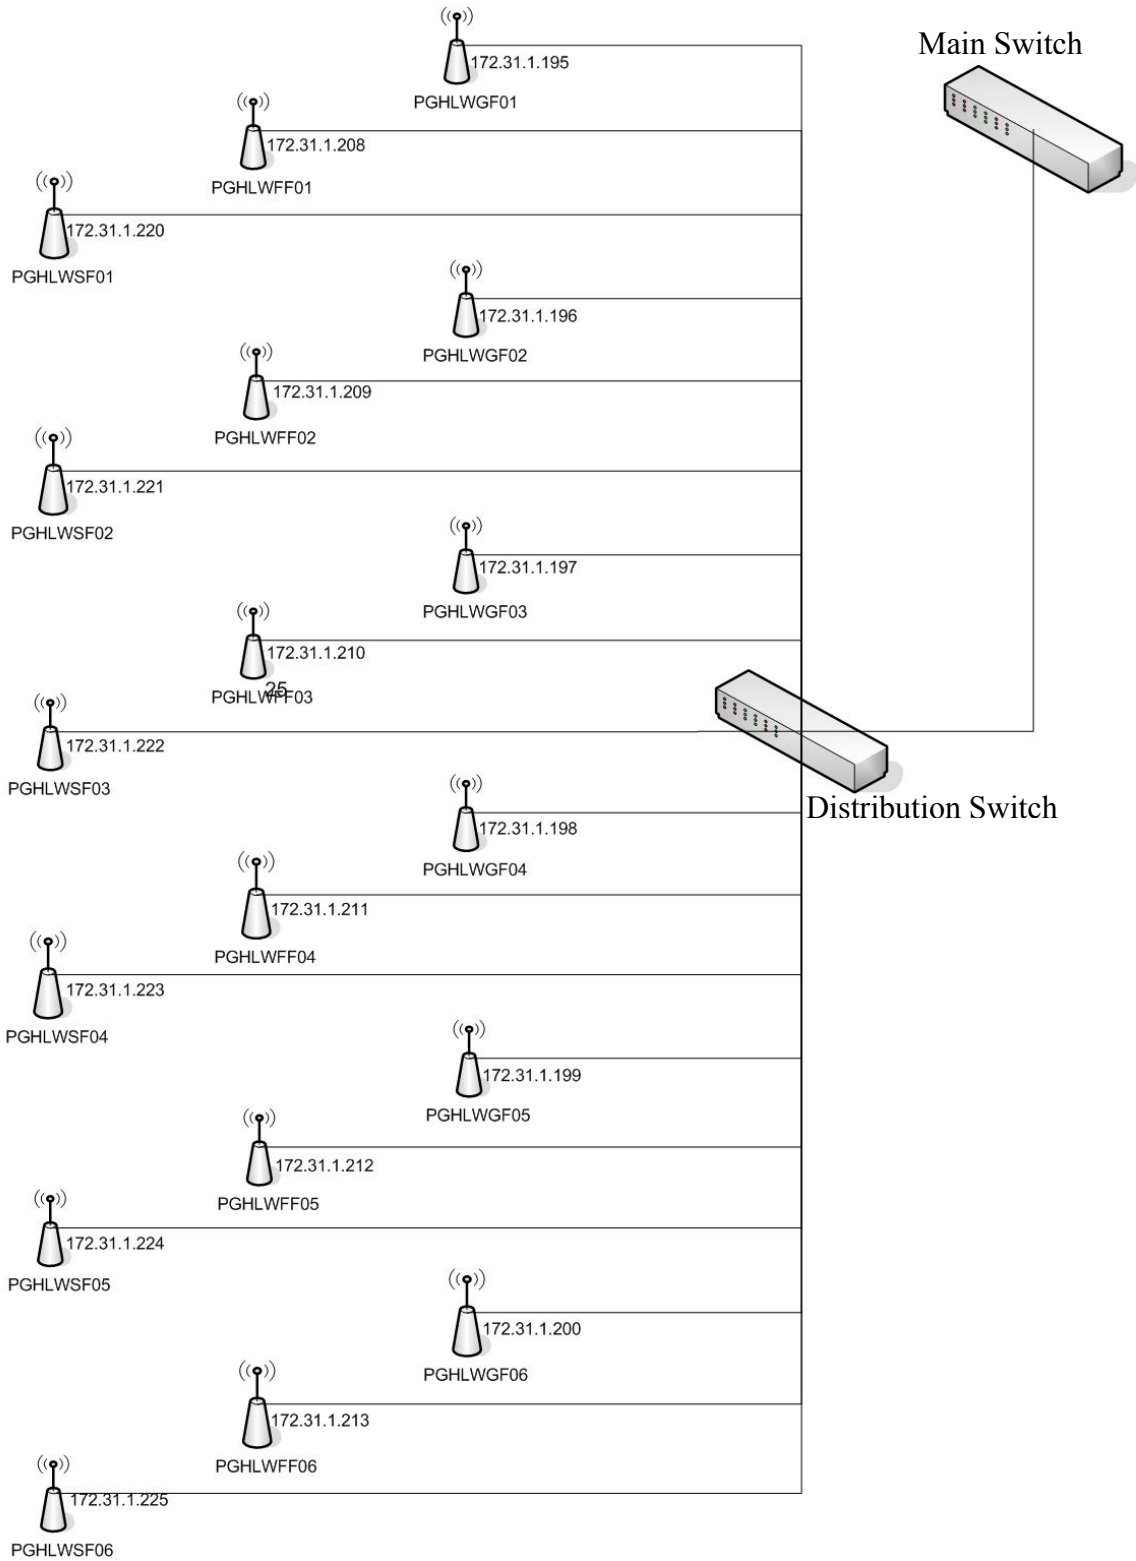 Main Switch
172.31.1.195
PGHLWGF01
172.31.1.208
PGHLWFF01
172.31.1.220
PGHLWSF01
172.31.1.196
PGHLWGF02
172.31.1.209
PGHLWFF02
172.31.1.221
PGHLWSF02
172.31.1.197
PGHLWGF03
172.31.1.210
25
PGHLWFF03
172.31.1.222
PGHLWSF03
Distribution Switch
172.31.1.198
PGHLWGF04
172.31.1.211
PGHLWFF04
172.31.1.223
PGHLWSF04
172.31.1.199
PGHLWGF05
172.31.1.212
PGHLWFF05
172.31.1.224
PGHLWSF05
172.31.1.200
PGHLWGF06
172.31.1.213
PGHLWFF06
172.31.1.225
PGHLWSF06